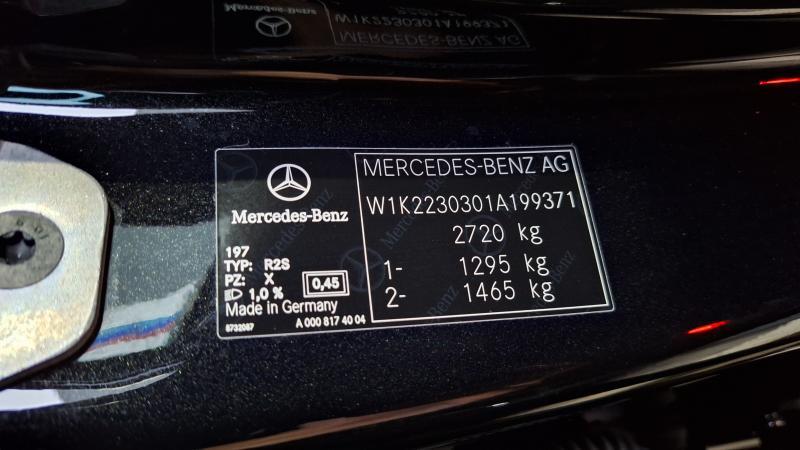 Mercedes-Benz
197
TYP: R2S
PZ: X
1,0 %
0,45
Made in Germany
8732087
A 000 817 40 04
MERCEDES-BENZ AG
W1K2230301A199371
2720 kg
1- 1295 kg
2- 1465 kg